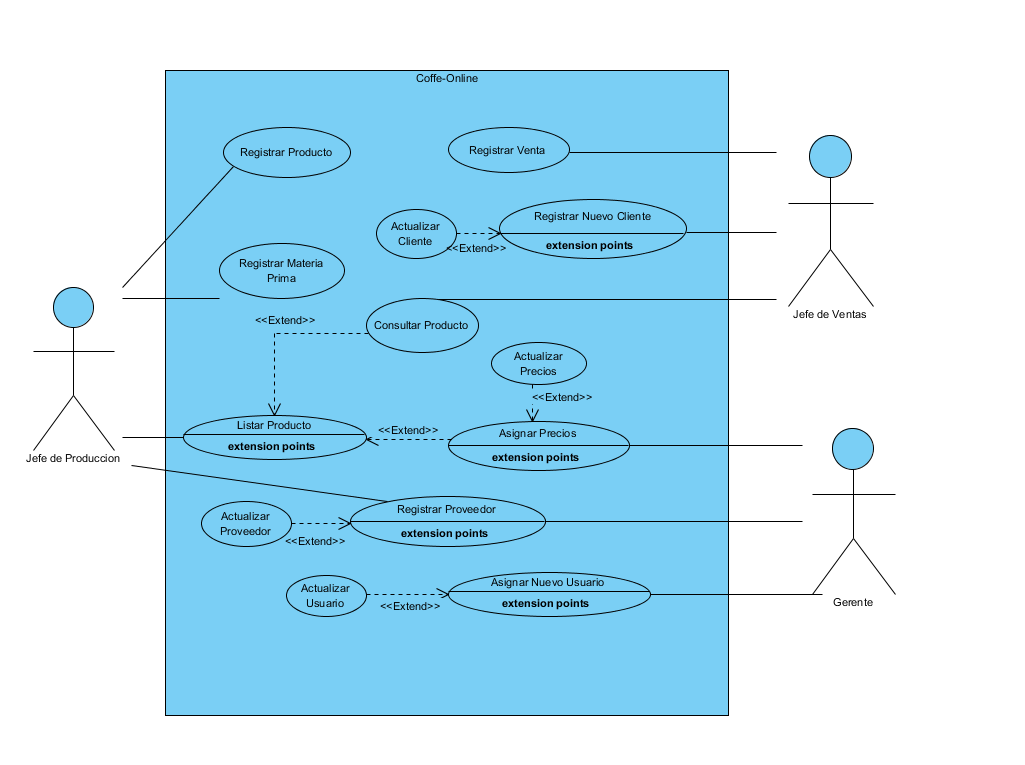 Coffe-Online
Registrar Producto
Registrar Venta
Actualizar
Cliente
<<Extend>>
Registrar Nuevo Cliente
extension points
Registrar Materia
Prima
<<Extend>>
Consultar Producto
Jefe de Ventas
Actualizar
Precios
<<Extend>>
Listar Producto
extension points
<<Extend>>
Asignar Precios
extension points
Jefe de Produccion
Actualizar
Proveedor
<<Extend>>
Registrar Proveedor
extension points
Actualizar
Usuario
<<Extend>>
Asignar Nuevo Usuario
extension points
Gerente